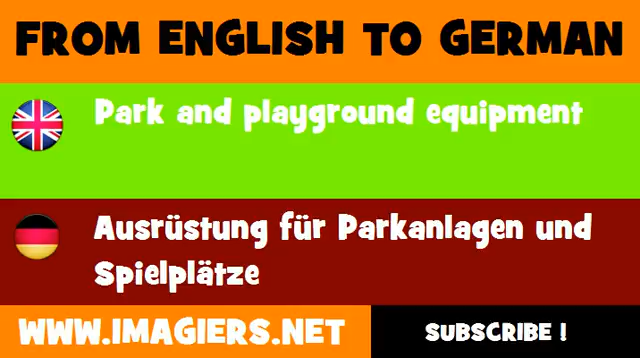 FROM ENGLISH TO GERMAN
Park and playground equipment
Ausrüstung für Parkanlagen und
Spielplätze
WWW.IMAGIERS.NET
SUBSCRIBE !